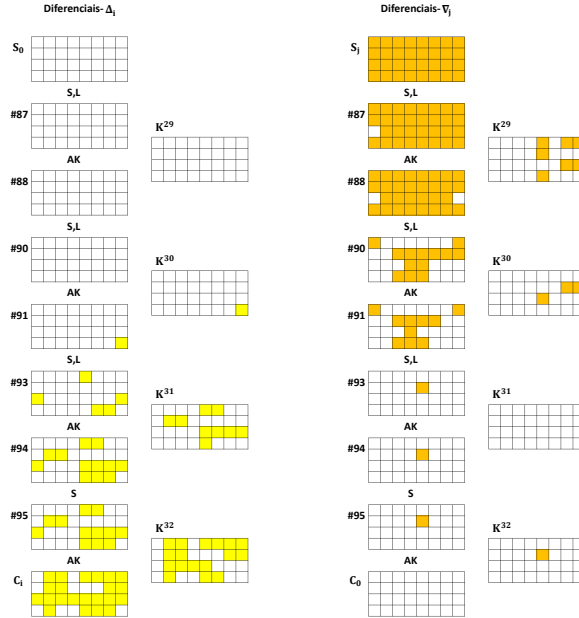 Diferenciais- Δᵢ
S₀
S,L
#87
K²⁹
AK
#88
S,L
#90
K³⁰
AK
#91
S,L
#93
K³¹
AK
#94
S
#95
K³²
AK
Cᵢ
Diferenciais- ∇ⱼ
Sⱼ
S,L
#87
K²⁹
AK
#88
S,L
#90
K³⁰
AK
#91
S,L
#93
K³¹
AK
#94
S
#95
K³²
AK
C₀